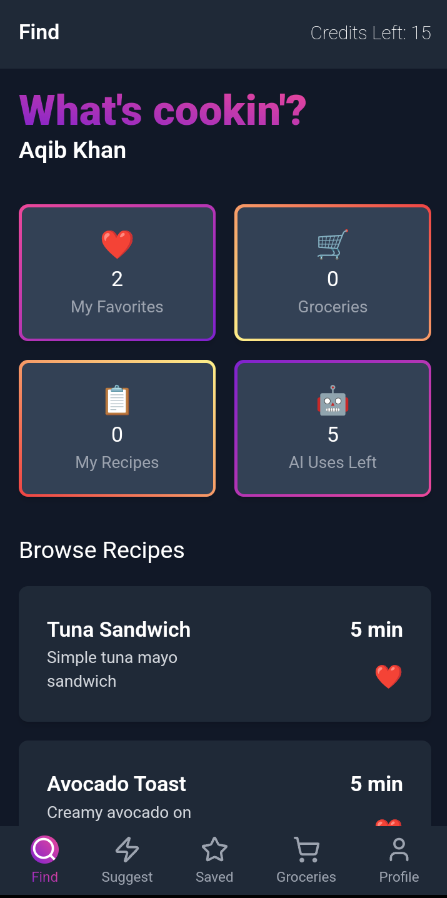 Find
Credits Left: 15
What's cookin'?
Aqib Khan
2
My Favorites
0
Groceries
0
My Recipes
5
AI Uses Left
Browse Recipes
Tuna Sandwich
5 min
Simple tuna mayo
sandwich
Avocado Toast
5 min
Creamy avocado on
Find
Suggest
Saved
Groceries
Profile